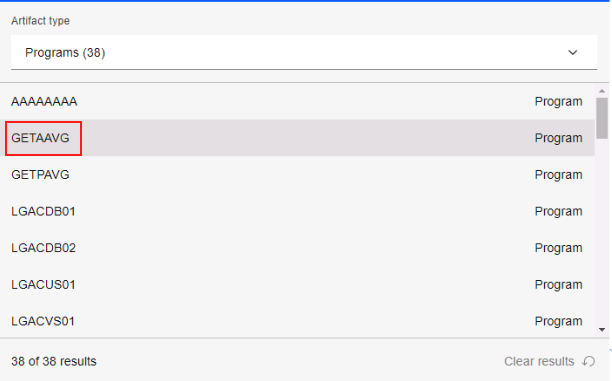 Artifact type
Programs (38)
AAAAAAAA Program
GETAAVG Program
GETPAVG Program
LGACDB01 Program
LGACDB02 Program
LGACUS01 Program
LGACVS01 Program
38 of 38 results Clear results